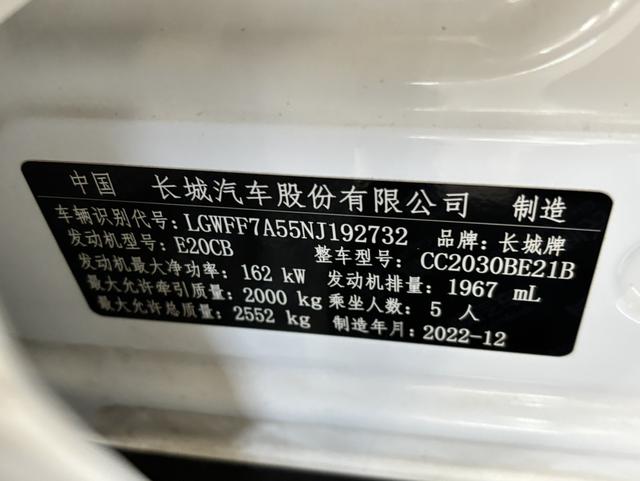 中国 长城汽车股份有限公司 制造
车辆识别代号: LGWFF7A55NJ192732 品牌: 长城牌
发动机型号: E20CB 整车型号: CC2030BE21B
发动机最大净功率: 162 kW 发动机排量: 1967 mL
最大允许牵引质量: 2000 kg 乘坐人数: 5 人
最大允许总质量: 2552 kg 制造年月: 2022-12